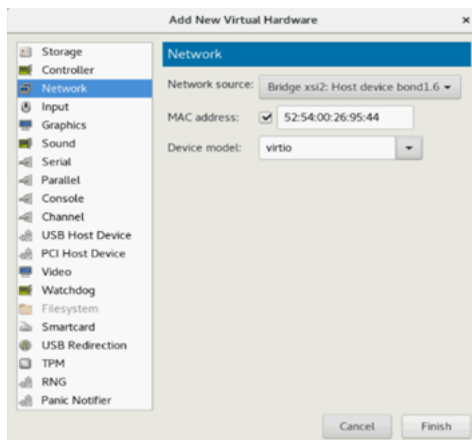 Add New Virtual Hardware
×
Storage
Controller
Network
Input
Graphics
Sound
Serial
Parallel
Console
Channel
USB Host Device
PCI Host Device
Video
Watchdog
Filesystem
Smartcard
USB Redirection
TPM
RNG
Panic Notifier
Network
Network source: Bridge xsi2: Host device bond1.6
MAC address: 52:54:00:26:95:44
Device model: virtio
Cancel Finish